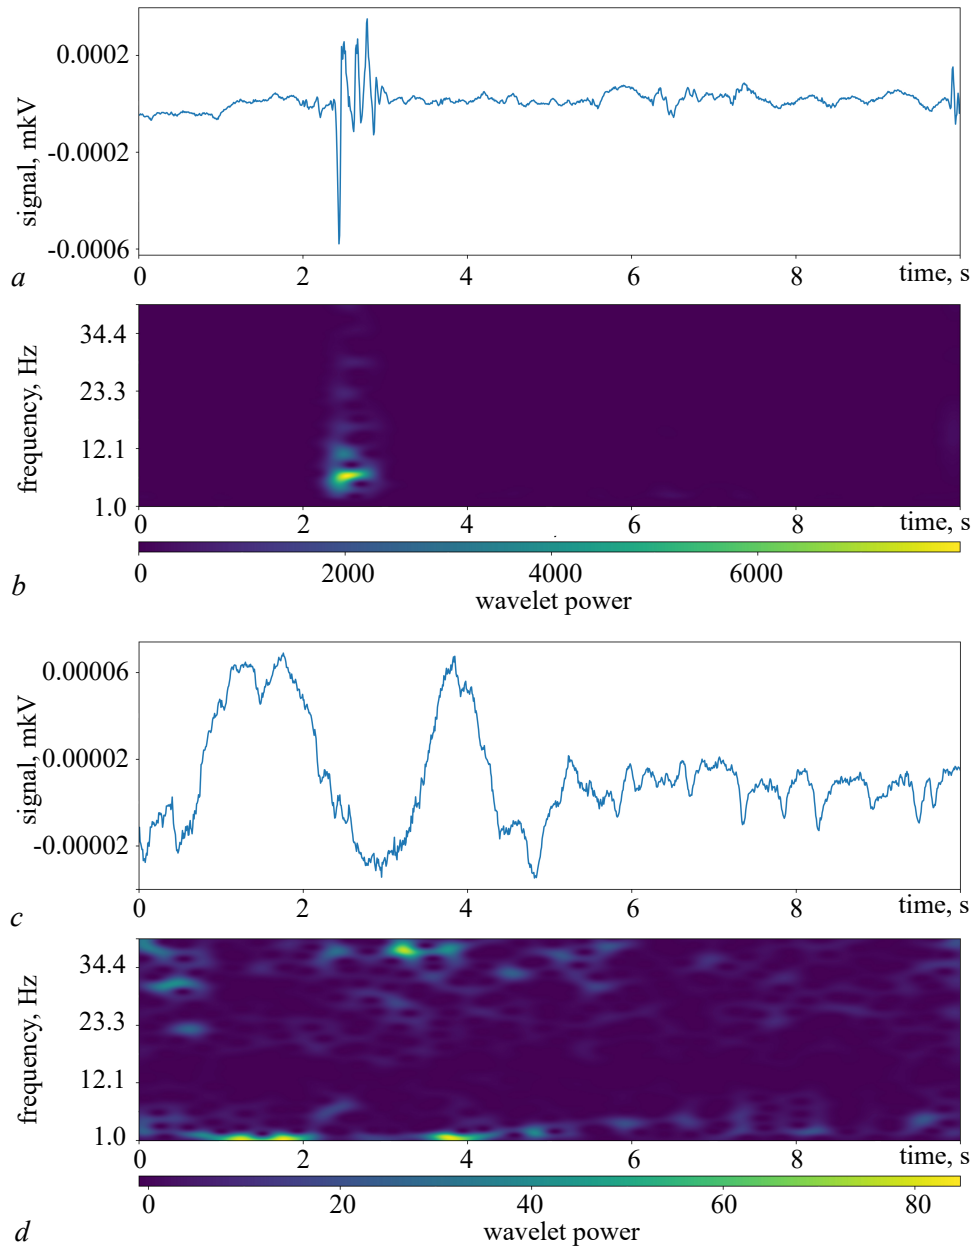 0.0002
-0.0002
-0.0006
signal, mkV
a
0 2 4 6 8 time, s
34.4
23.3
12.1
1.0
frequency, Hz
0 2 4 6 8 time, s
0 2000 4000 6000
b
wavelet power
0.00006
0.00002
-0.00002
signal, mkV
c
0 2 4 6 8 time, s
34.4
23.3
12.1
1.0
frequency, Hz
0 2 4 6 8 time, s
0 20 40 60 80
d
wavelet power